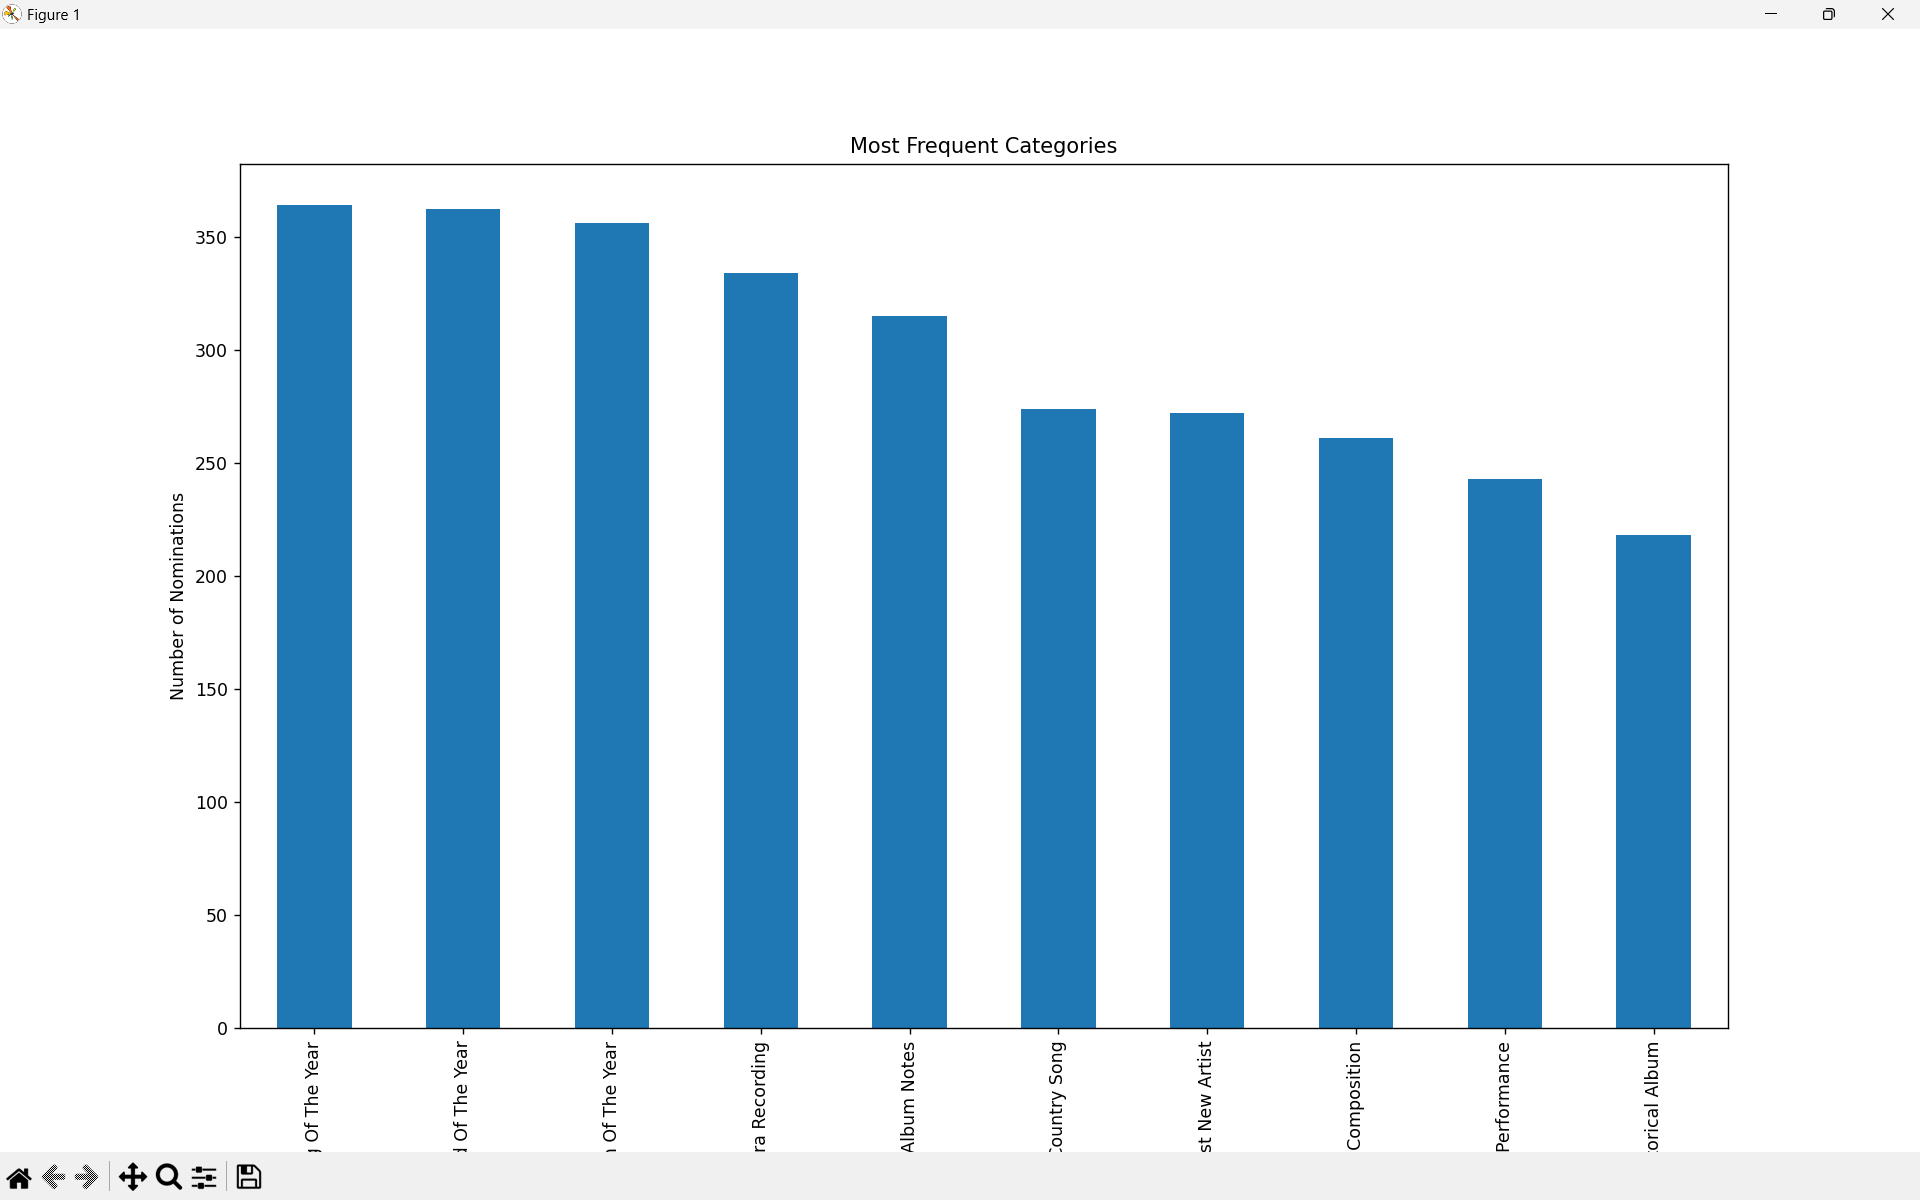 Figure 1
Most Frequent Categories
Number of Nominations
350
300
250
200
150
100
50
0
Of The Year
Of The Year
Of The Year
Recording
Album Notes
Song
New Artist
Composition
Performance
Album